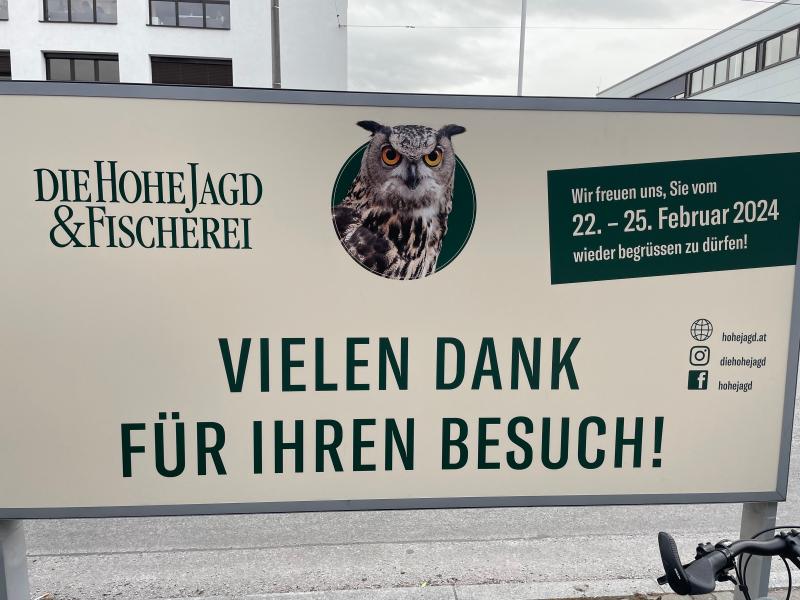 DIE HOHE JAGD
& FISCHEREI
Wir freuen uns, Sie vom
22. – 25. Februar 2024
wieder begrüssen zu dürfen!
hohejagd.at
diehohejagd
hohejagd
VIELEN DANK
FÜR IHREN BESUCH!